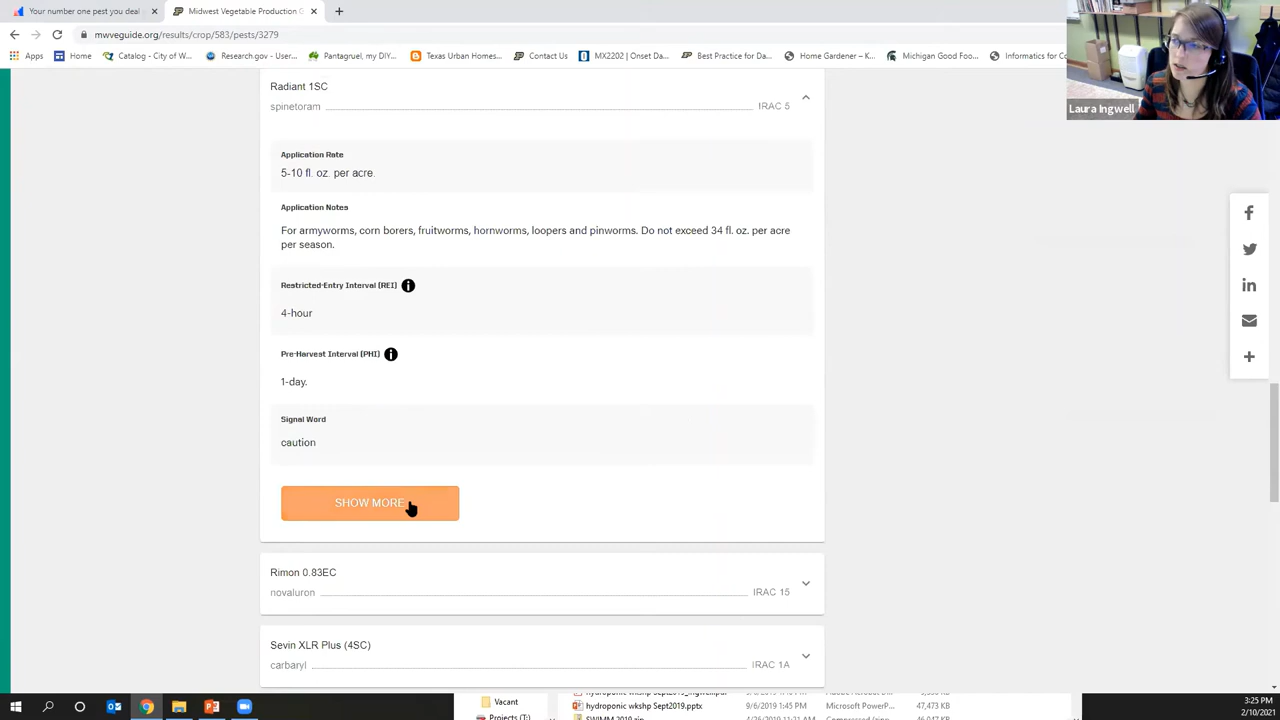 Your number one pest you deal
Midwest Vegetable Production G
mwveguide.org/results/crop/583/pests/3279
Apps
Home
Catalog - City of W...
Research.gov - User...
Pantagruel, my DIY...
Texas Urban Homes...
Contact Us
MX2202 | Onset Da...
Best Practice for Da...
Home Gardener – M...
Michigan Good Foo...
Informatics for Co
Laura Ingwell
Radiant 1SC
spinetoram
IRAC 5
Application Rate
5-10 fl. oz. per acre.
Application Notes
For armyworms, corn borers, fruitworms, hornworms, loopers and pinworms. Do not exceed 34 fl. oz. per acre
per season.
Restricted-Entry Interval (REI)
4-hour
Pre-Harvest Interval (PHI)
1-day.
Signal Word
caution
SHOW MORE
Rimon 0.83EC
novaluron
IRAC 15
Sevin XLR Plus (4SC)
carbaryl
IRAC 1A
Vacant
Projects (T:)
hydroponic wkshp Sept2019.pptx
9/6/2019 1:45 PM
Microsoft PowerP...
47,473 KB
3:25 PM
2/10/2021